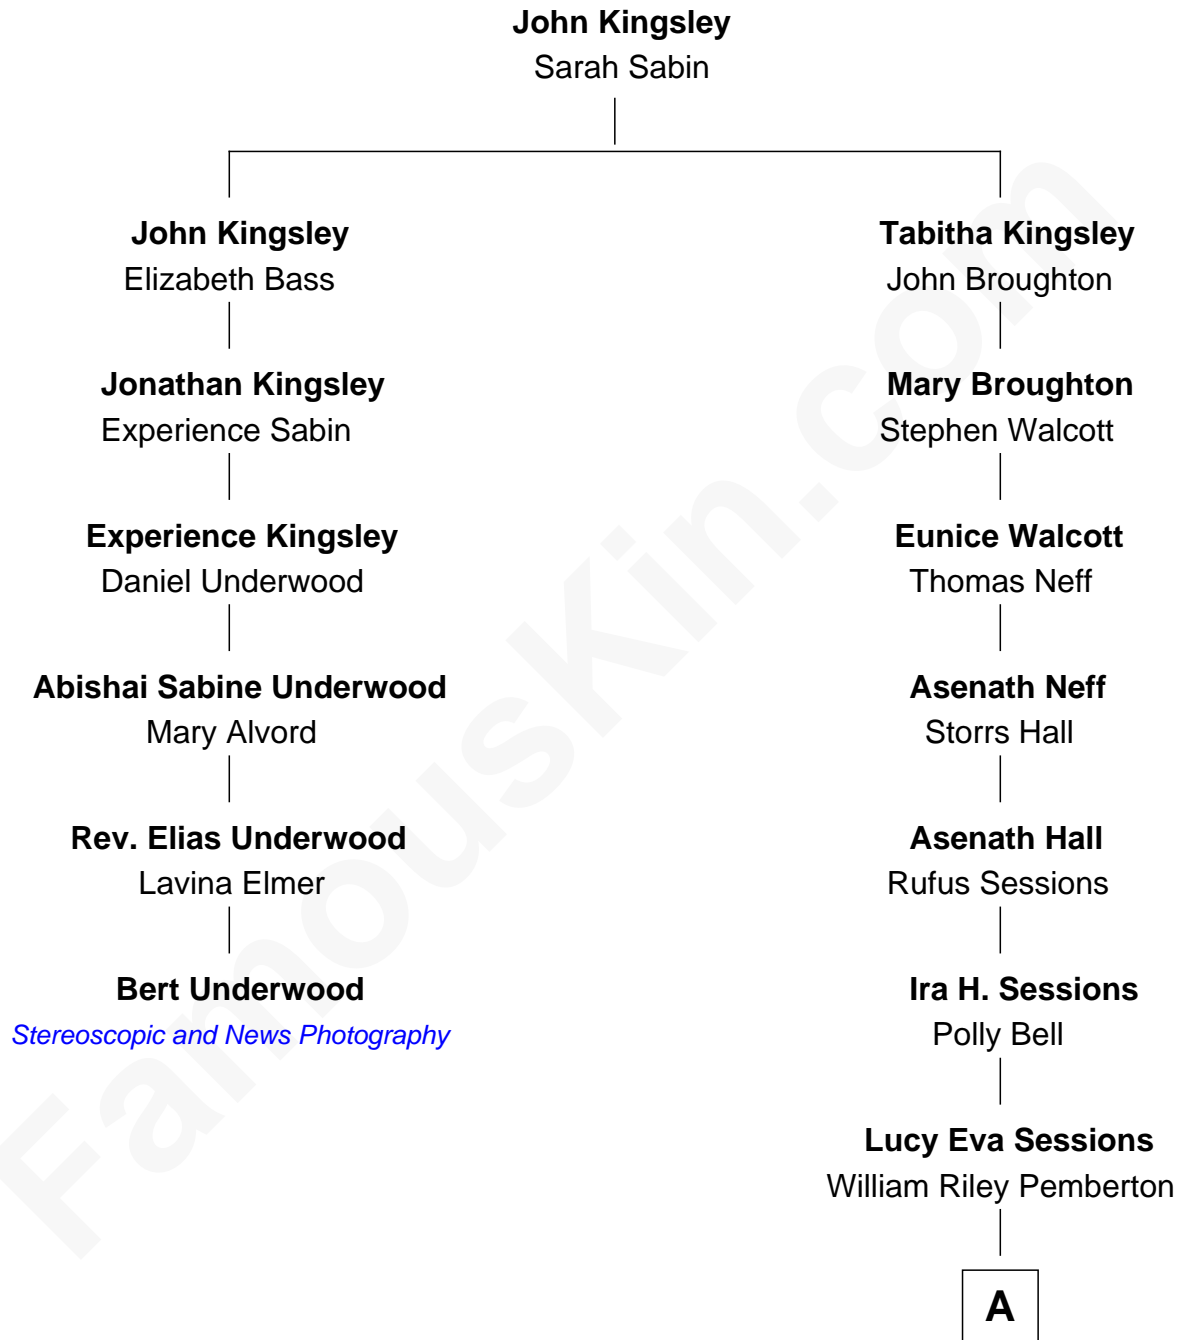 John Kingsley
Sarah Sabin
John Kingsley
Elizabeth Bass
Tabitha Kingsley
John Broughton
Jonathan Kingsley
Experience Sabin
Mary Broughton
Stephen Walcott
Experience Kingsley
Daniel Underwood
Eunice Walcott
Thomas Neff
Abishai Sabine Underwood
Mary Alvord
Asenath Neff
Storrs Hall
Rev. Elias Underwood
Lavina Elmer
Asenath Hall
Rufus Sessions
Bert Underwood
Stereoscopic and News Photography
Ira H. Sessions
Polly Bell
Lucy Eva Sessions
William Riley Pemberton
A
FamousKin.com